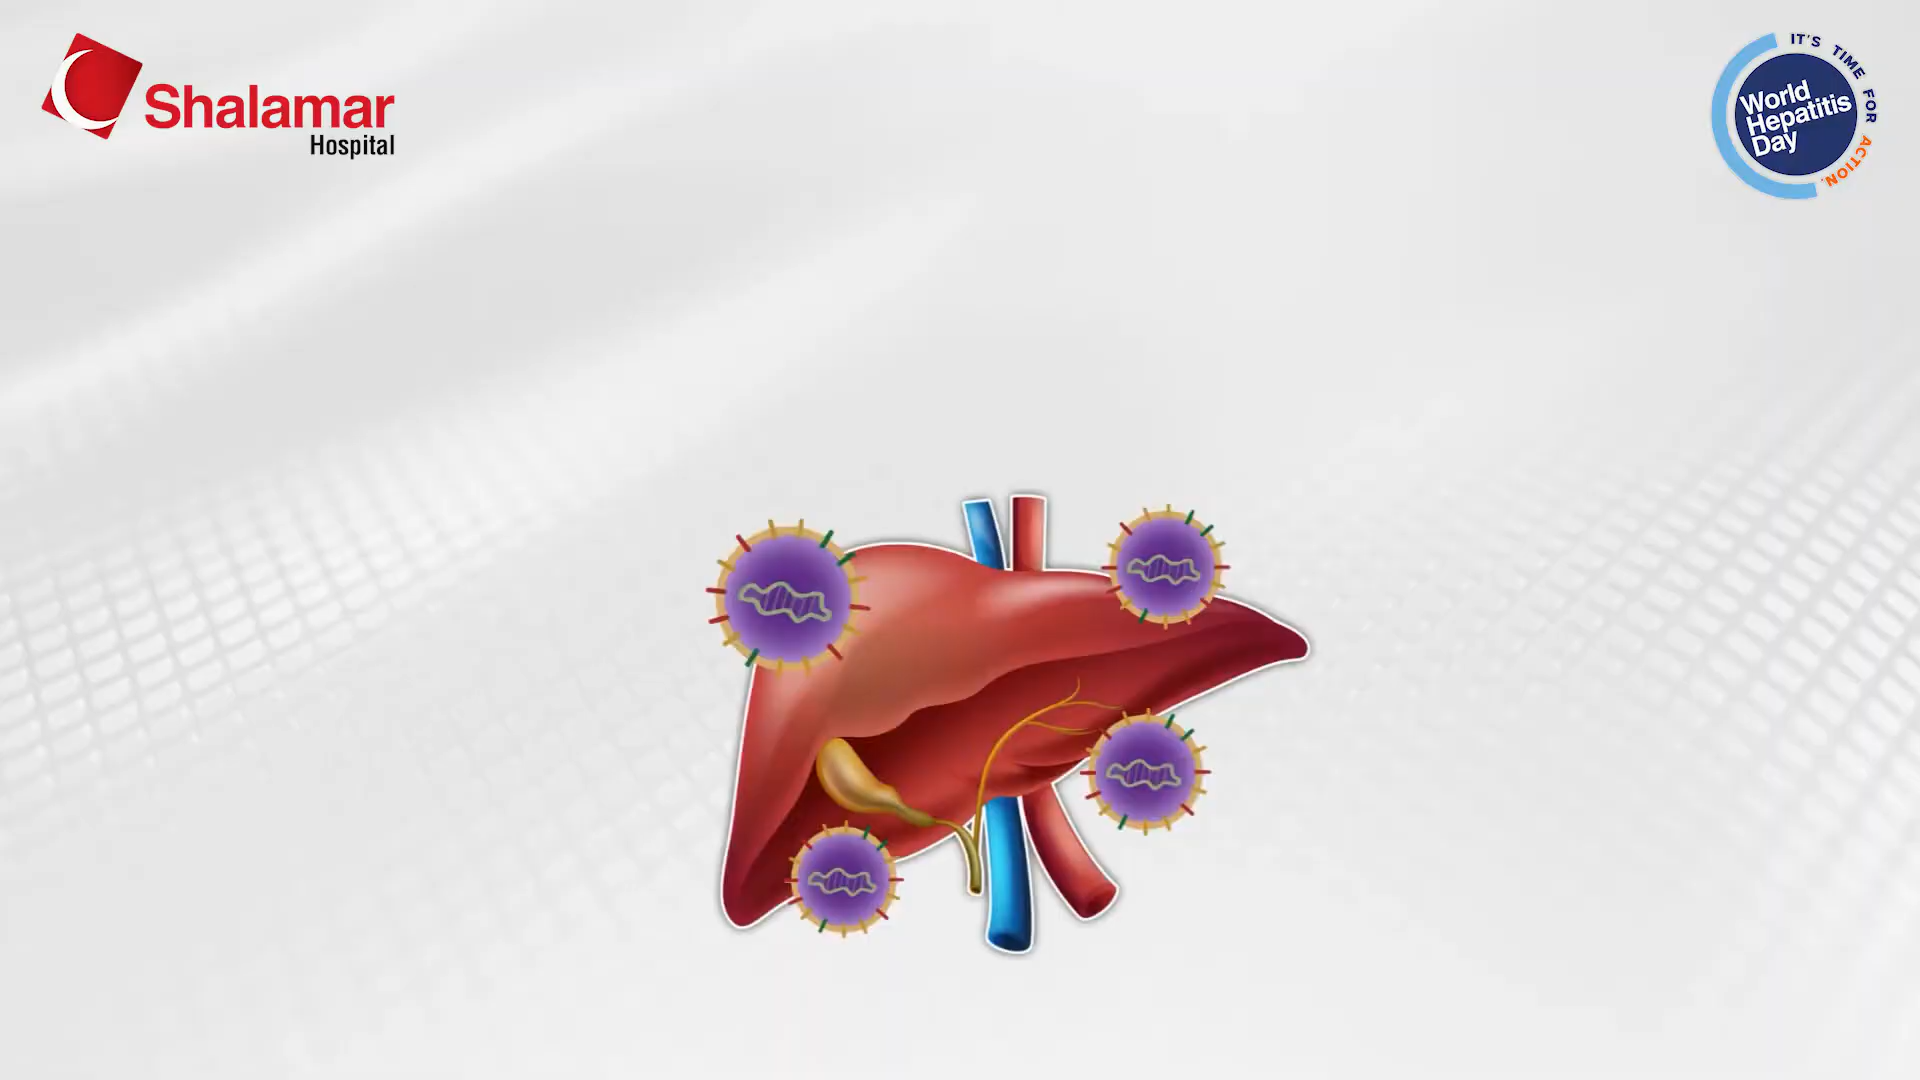 Shalamar
Hospital
IT'S TIME FOR ACTION.
World
Hepatitis
Day